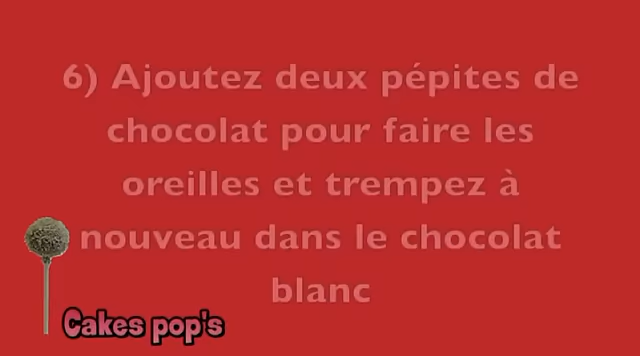 6) Ajoutez deux pépites de
chocolat pour faire les
oreilles et trempez à
nouveau dans le chocolat
blanc
Cakes pop's